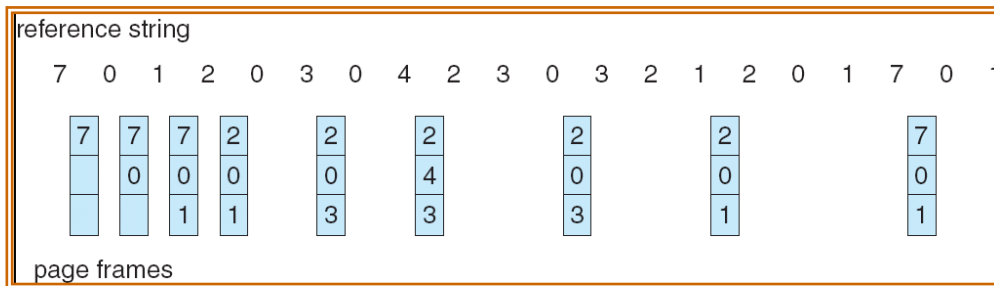 reference string
7 0 1 2 0 3 0 4 2 3 0 3 2 1 2 0 1 7 0
7 7 7 2 2 2 2 2 7
0 0 0 0 4 0 0 0
1 1 3 3 3 1 1
page frames